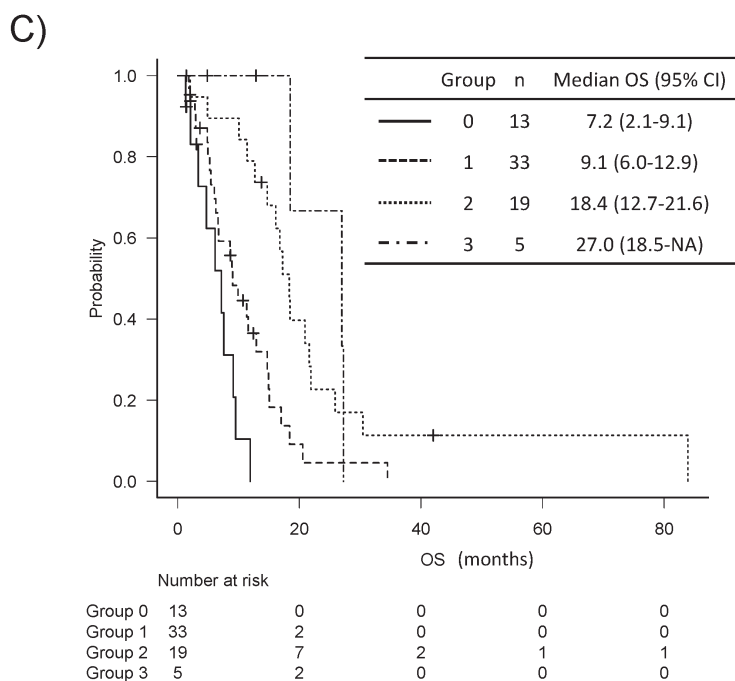 C)
Group n Median OS (95% CI)
0 13 7.2 (2.1-9.1)
1 33 9.1 (6.0-12.9)
2 19 18.4 (12.7-21.6)
3 5 27.0 (18.5-NA)
Probability
1.0
0.8
0.6
0.4
0.2
0.0
0 20 40 60 80
OS (months)
Number at risk
Group 0 13 0 0 0 0
Group 1 33 2 0 0 0
Group 2 19 7 2 1 1
Group 3 5 2 0 0 0